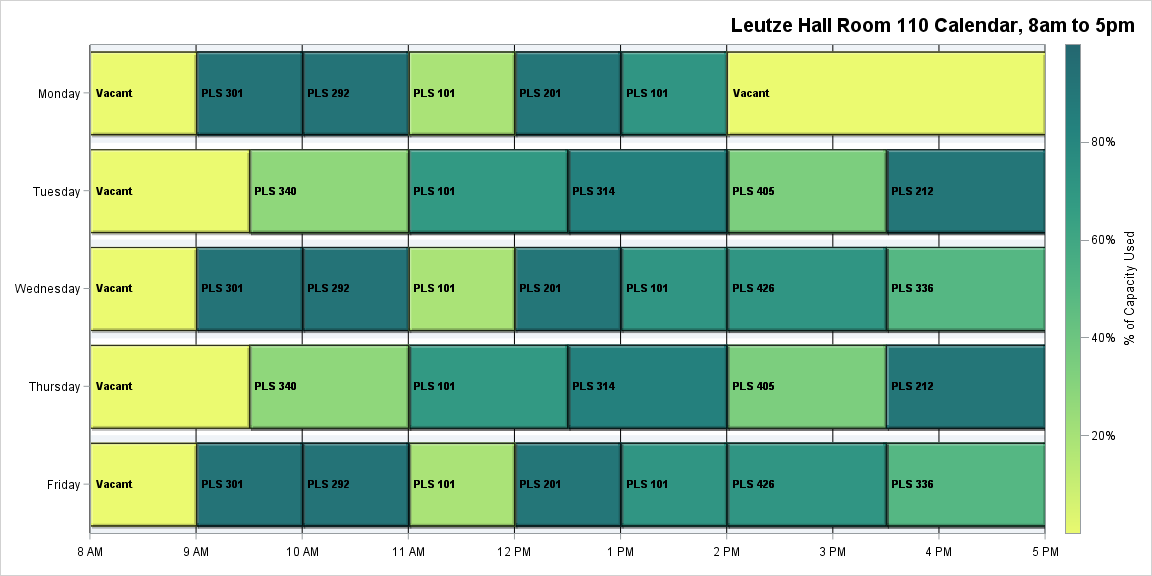 Leutze Hall Room 110 Calendar, 8am to 5pm
Monday
Vacant
PLS 301
PLS 292
PLS 101
PLS 201
PLS 101
Vacant
Tuesday
Vacant
PLS 340
PLS 101
PLS 314
PLS 405
PLS 212
Wednesday
Vacant
PLS 301
PLS 292
PLS 101
PLS 201
PLS 101
PLS 426
PLS 336
Thursday
Vacant
PLS 340
PLS 101
PLS 314
PLS 405
PLS 212
Friday
Vacant
PLS 301
PLS 292
PLS 101
PLS 201
PLS 101
PLS 426
PLS 336
8 AM
9 AM
10 AM
11 AM
12 PM
1 PM
2 PM
3 PM
4 PM
5 PM
80%
60%
40%
20%
% of Capacity Used